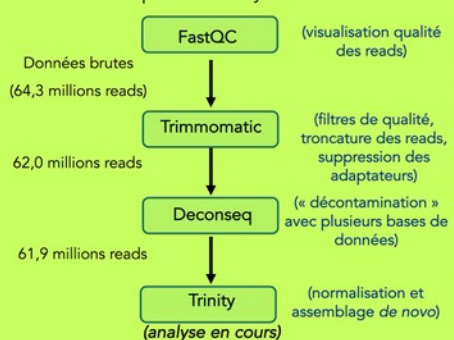 FastQC
(visualisation qualité
des reads)
Données brutes
(64,3 millions reads)
Trimmomatic
(filtres de qualité,
troncature des reads,
suppression des
adaptateurs)
62,0 millions reads
Deconseq
(« décontamination »
avec plusieurs bases de
données)
61,9 millions reads
Trinity
(normalisation et
assemblage de novo)
(analyse en cours)